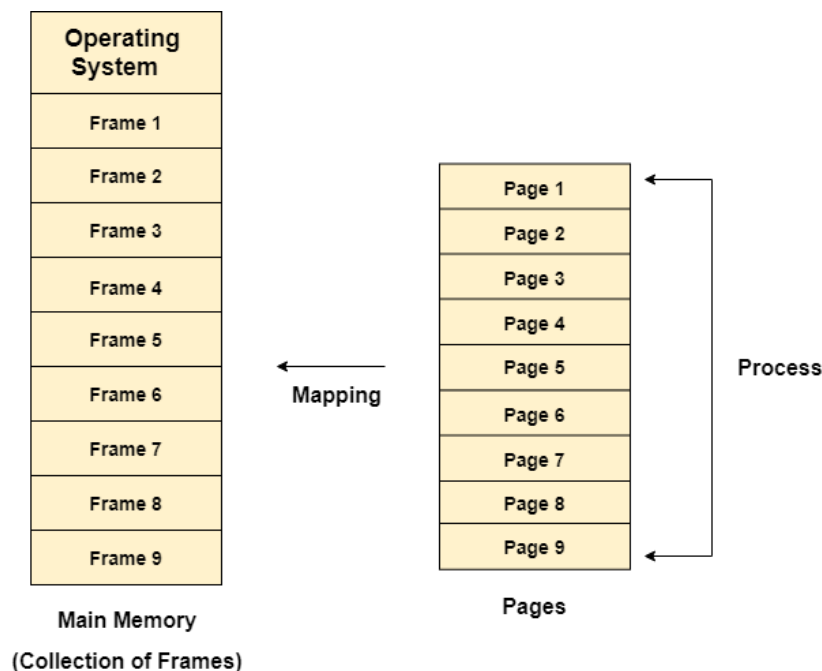 Operating
System
Frame 1
Frame 2
Frame 3
Frame 4
Frame 5
Frame 6
Frame 7
Frame 8
Frame 9
Main Memory
(Collection of Frames)
Mapping
Page 1
Page 2
Page 3
Page 4
Page 5
Page 6
Page 7
Page 8
Page 9
Pages
Process